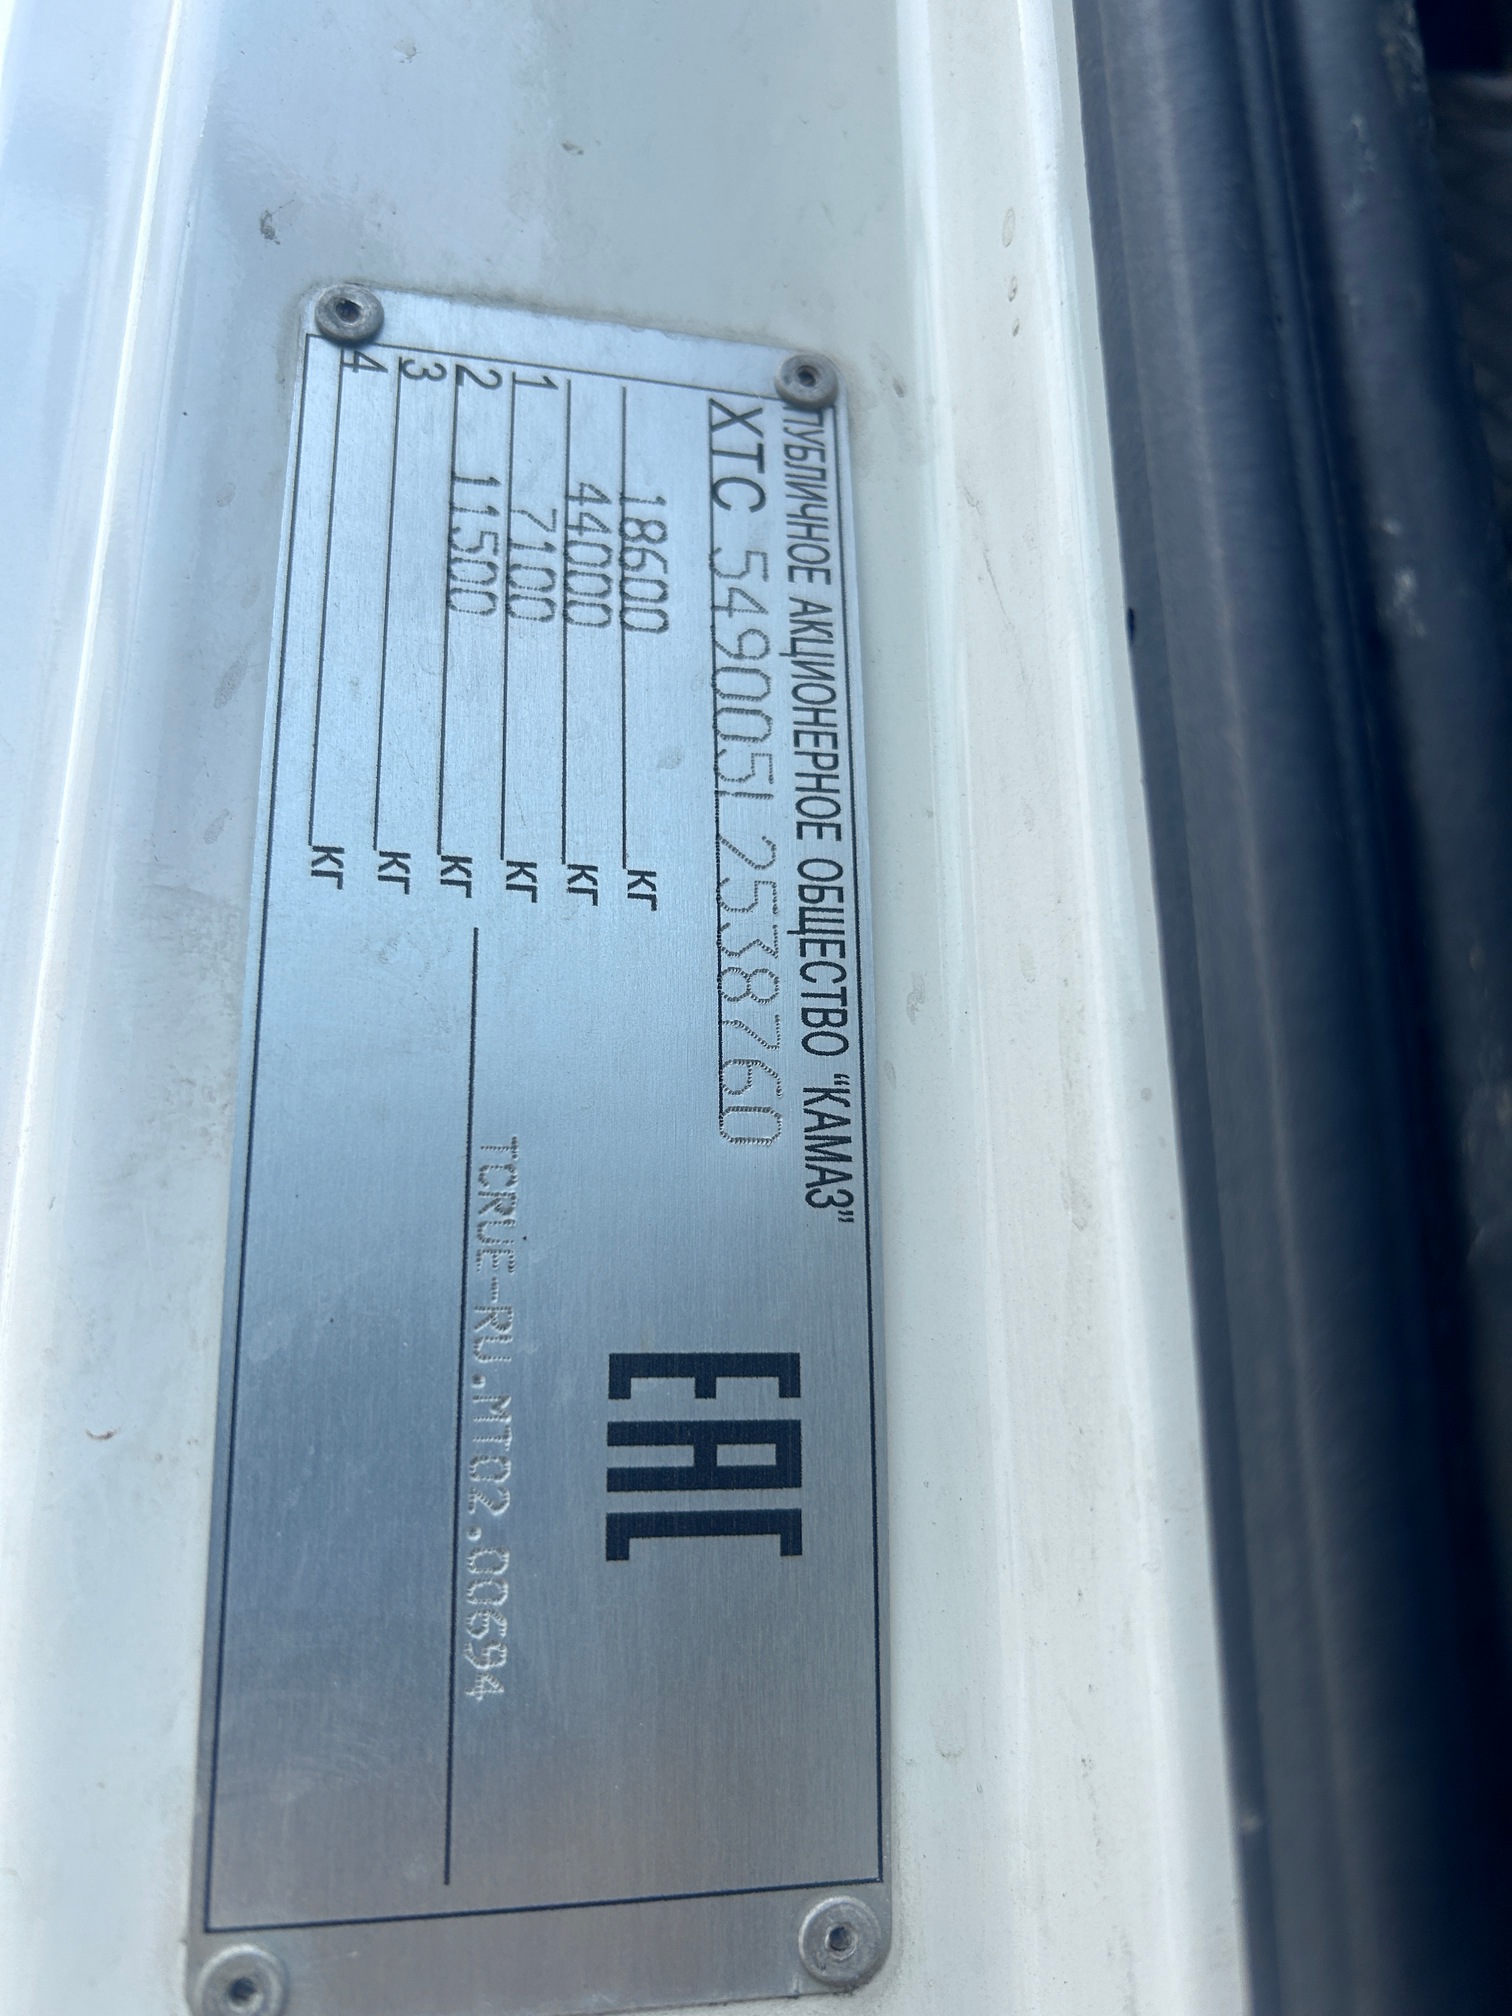 ПУБЛИЧНОЕ АКЦИОНЕРНОЕ ОБЩЕСТВО "КАМАЗ"
XTC 549005L2538760
18600 кг
44000 кг
1 7100 кг
2 11500 кг
3 кг
4 кг
EAC
TCRUE-RU.MT02.00694